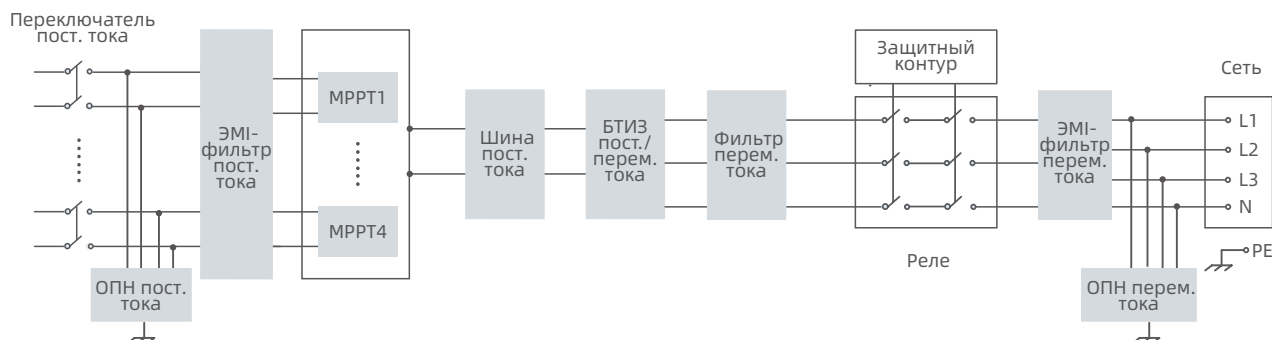 Переключатель
пост. тока
ЭМI-
фильтр
пост.
тока
MPPT1
MPPT4
ОПН пост.
тока
Шина
пост.
тока
БТИЗ
пост./
перем.
тока
Фильтр
перем.
тока
Защитный
контур
Реле
ЭМI-
фильтр
перем.
тока
ОПН перем.
тока
Сеть
L1
L2
L3
N
PE